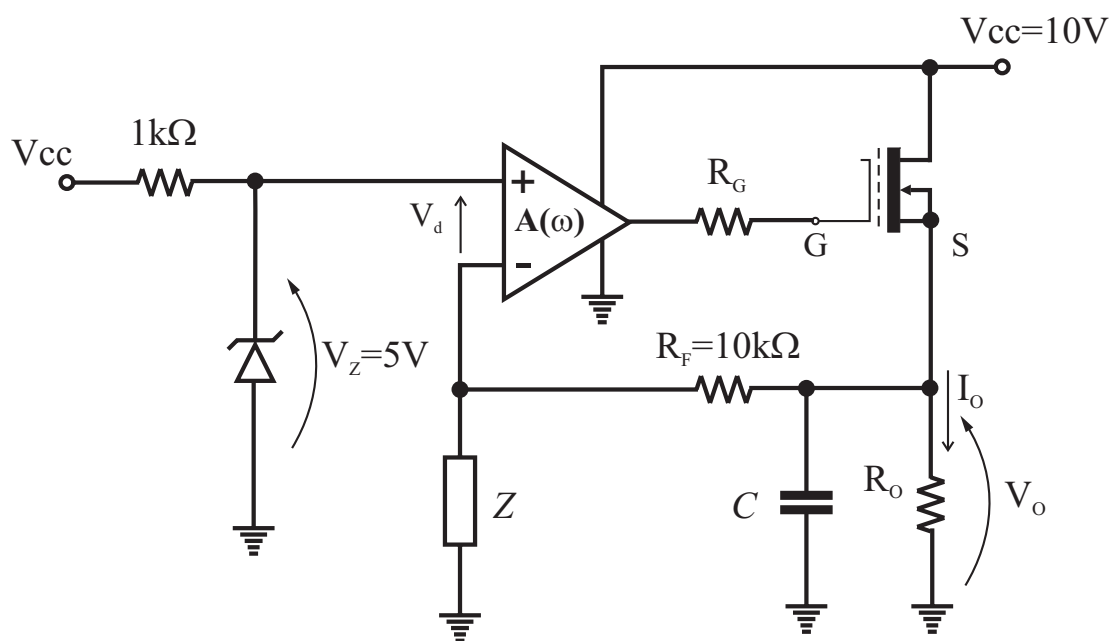 Vcc=10V
1kΩ
Vcc
R_G
+
V_d
A(ω)
G
S
-
V_Z=5V
R_F=10kΩ
I_O
Z
C
R_O
V_O